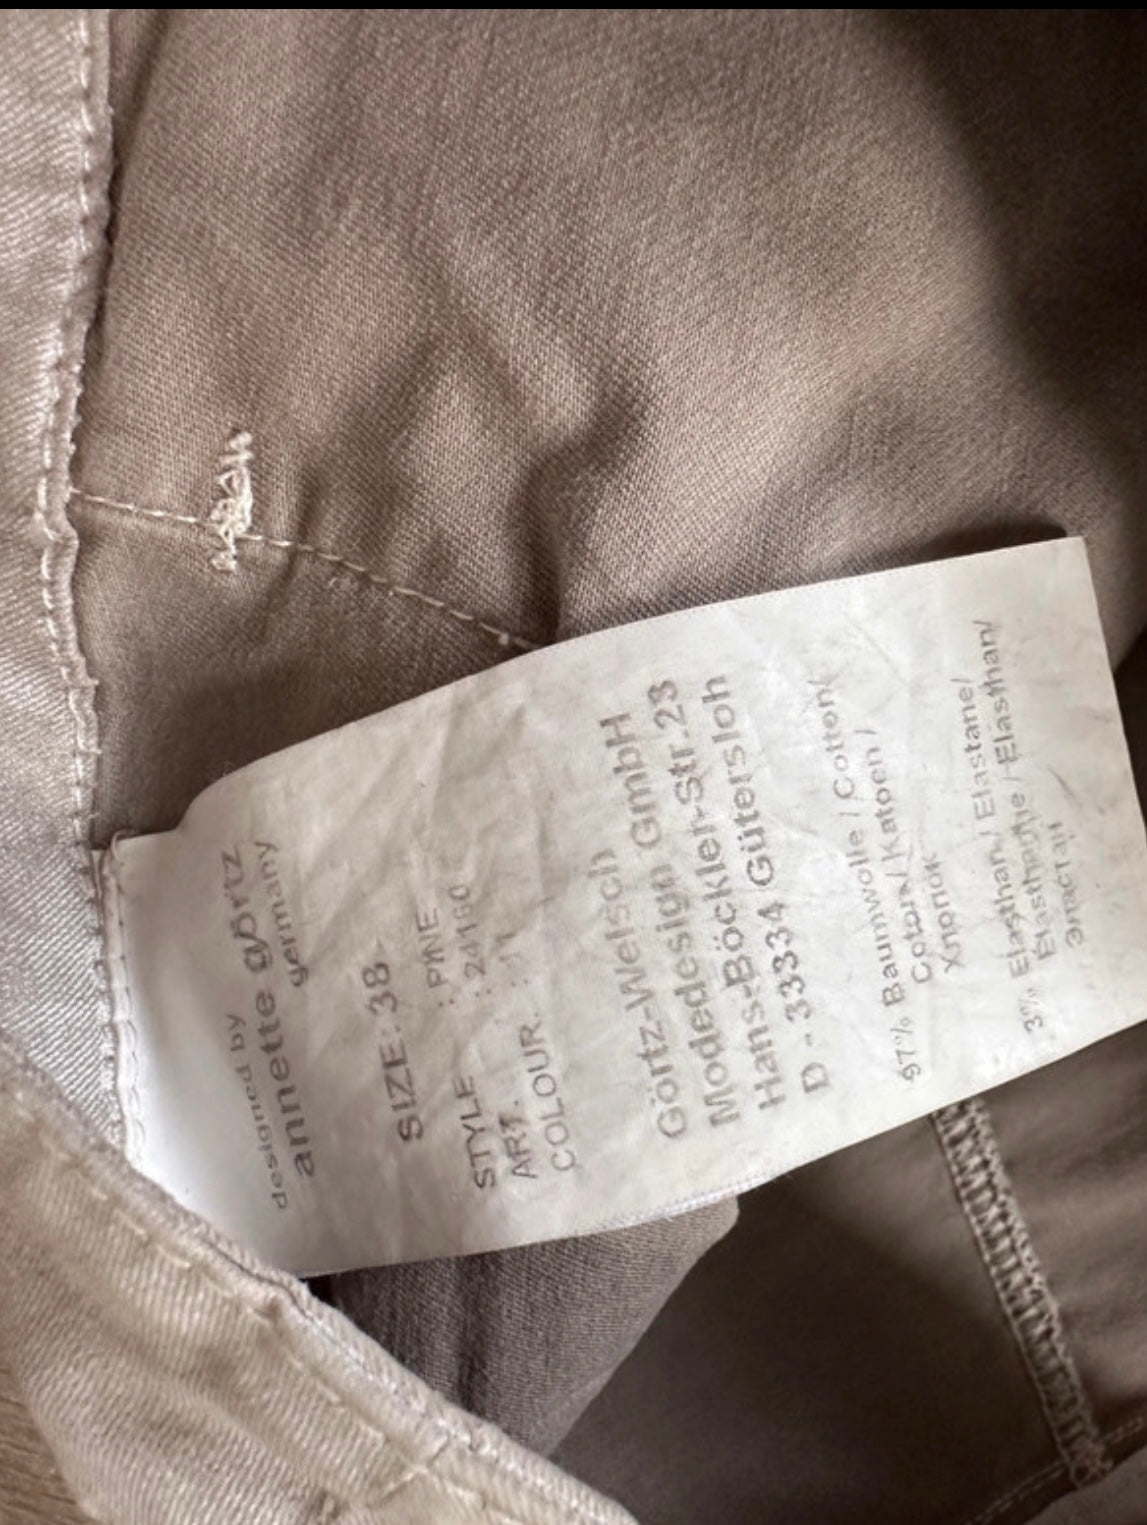 designed by
annette görtz
germany
SIZE: 38
STYLE : PINE
ART. : 24160
COLOUR. :
Görtz-Welsch GmbH
Modedesign GmbH
Hans-Böckler-Str. 23
D - 33334 Gütersloh
97% Baumwolle / Cotton/
Coton/ Katoen /
Хлопок
3% Elasthan/ Elastane/
Elasthanne / Elasthan/
Эластан